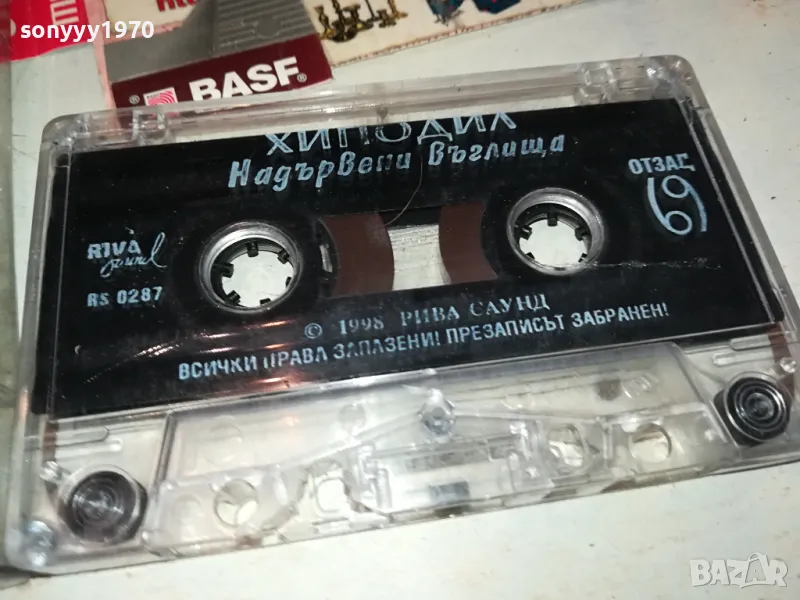 sonyyy1970
BASF
ХИПОДИЛ
Надървени въглища
ОТЗАД
69
RIVA
sound
RS 0287
© 1998 РИВА САУНД
ВСИЧКИ ПРАВА ЗАПАЗЕНИ! ПРЕЗАПИСЪТ ЗАБРАНЕН!
BAZAR